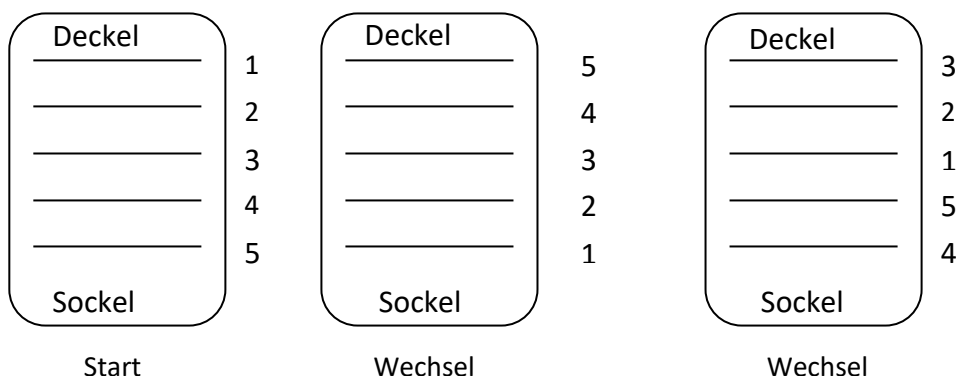 Deckel Deckel Deckel
1 5 3
2 4 2
3 3 1
4 2 5
5 1 4
Sockel Sockel Sockel
Start Wechsel Wechsel